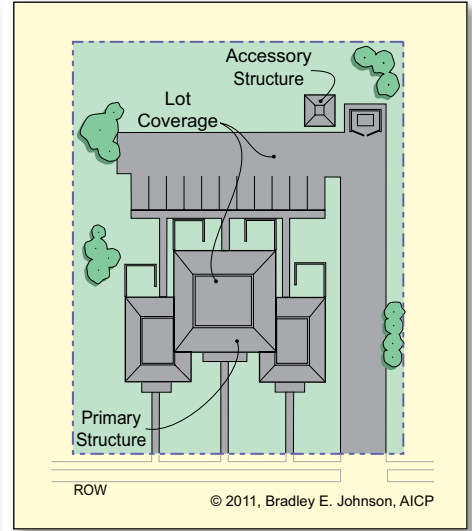 Accessory
Structure
Lot
Coverage
Primary
Structure
ROW
© 2011, Bradley E. Johnson, AICP